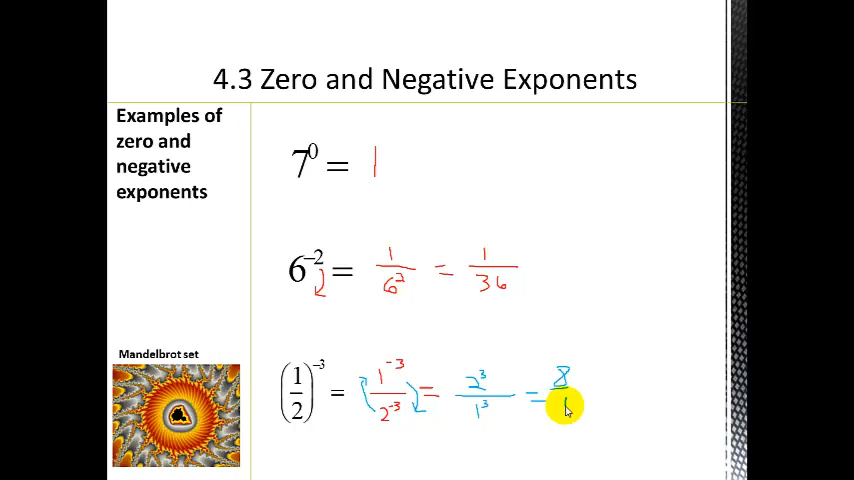 4.3 Zero and Negative Exponents
Examples of
zero and
negative
exponents
7⁰ = 1
6⁻² = 1/6² = 1/36
(1/2)⁻³ = 1⁻³/2⁻³ = 2³/1³ = 8/1
Mandelbrot set